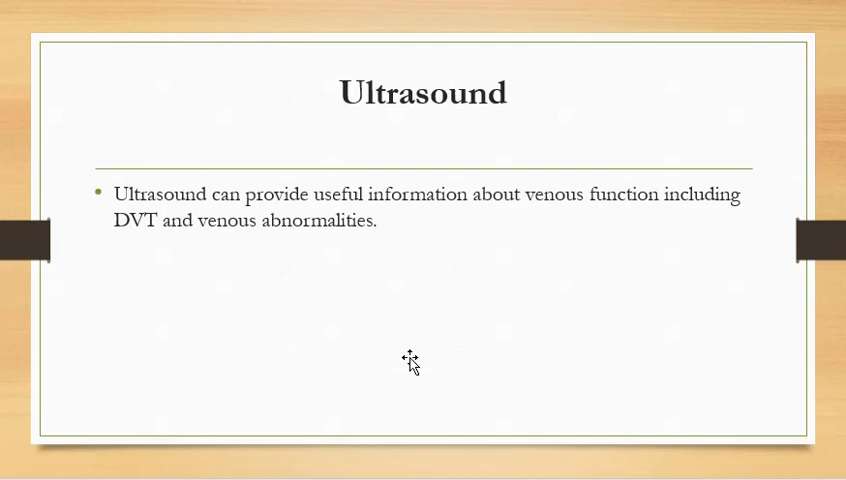 Ultrasound
• Ultrasound can provide useful information about venous function including
DVT and venous abnormalities.